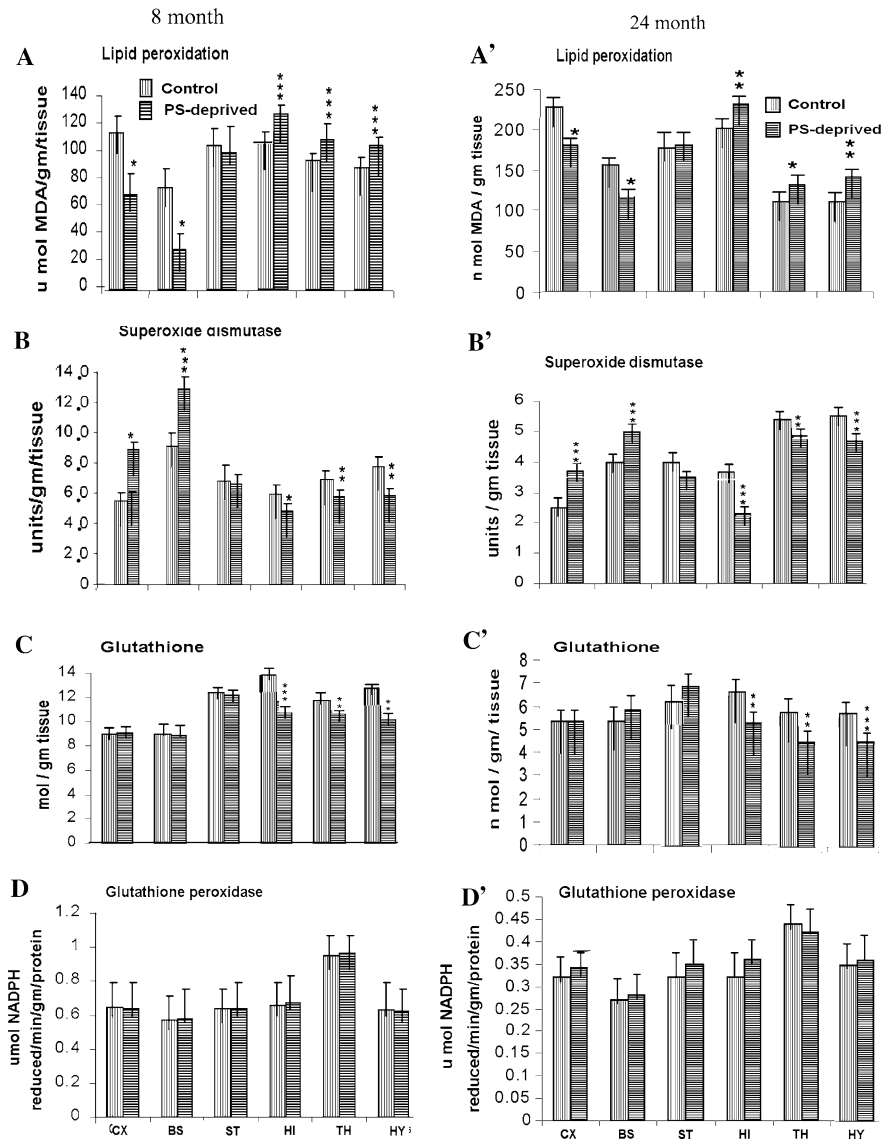 8 month
24 month
A
Lipid peroxidation
Control
PS-deprived
u mol MDA/gm/tissue
140
120
100
80
60
40
20
0
*
*
***
***
***
A'
Lipid peroxidation
Control
PS-deprived
n mol MDA / gm tissue
250
200
150
100
50
0
*
*
**
*
**
B
Superoxide dismutase
units/gm/tissue
14.0
12.0
10.0
8.0
6.0
4.0
2.0
0
*
***
*
**
**
B'
Superoxide dismutase
units / gm tissue
6
5
4
3
2
1
0
***
***
***
**
***
C
Glutathione
mol / gm tissue
14
12
10
8
6
4
2
0
***
**
**
C'
Glutathione
n mol / gm/ tissue
8
7
6
5
4
3
2
1
0
**
**
***
D
Glutathione peroxidase
umol NADPH
reduced/min/gm/protein
1.2
1
0.8
0.6
0.4
0.2
0
CX BS ST HI TH HY
D'
Glutathione peroxidase
u mol NADPH
reduced/min/gm/protein
0.5
0.45
0.4
0.35
0.3
0.25
0.2
0.15
0.1
0.05
0
CX BS ST HI TH HY